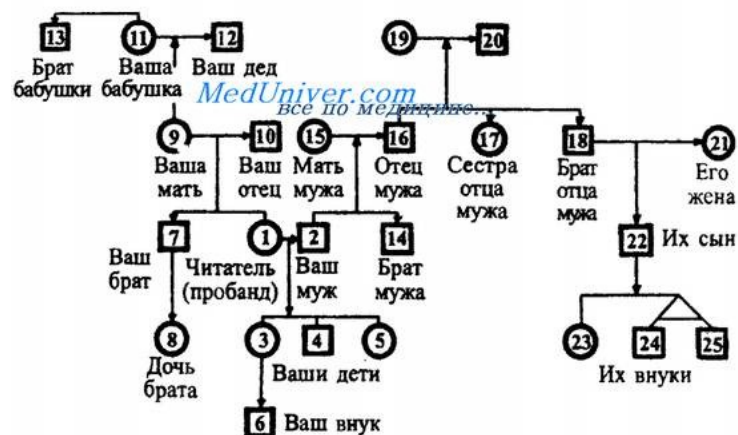 13 11 12 19 20
Брат бабушки
Ваша бабушка
Ваш дед
MedUniver.com
все по медицине...
9 10 15 16 17 18 21
Ваша мать
Ваш отец
Мать мужа
Отец мужа
Сестра отца мужа
Брат отца мужа
Его жена
7 1 2 14 22
Ваш брат
Читатель (пробанд)
Ваш муж
Брат мужа
Их сын
8 3 4 5 23 24 25
Дочь брата
Ваши дети
Их внуки
6 Ваш внук